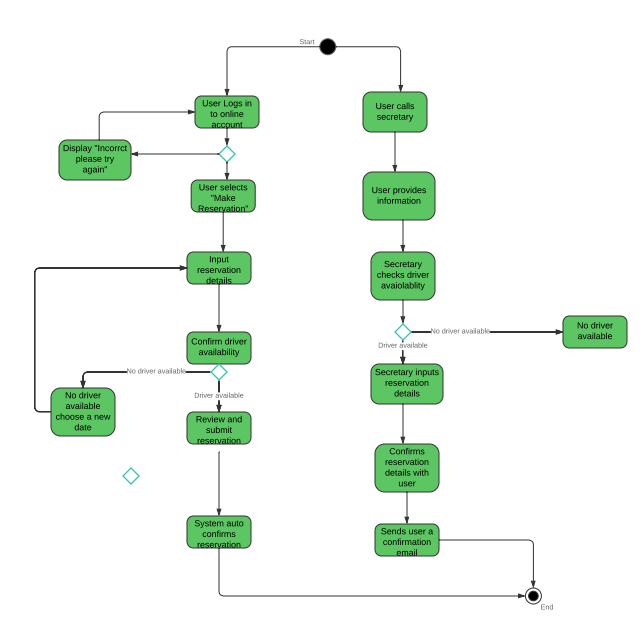 Start
User Logs in
to online
account
User calls
secretary
Display "Incorrct
please try
again"
User selects
"Make
Reservation"
User provides
information
Input
reservation
details
Secretary
checks driver
avaiolablity
No driver available
No driver
available
Confirm driver
availability
Driver available
No driver available
Secretary inputs
reservation
details
Driver available
No driver
available
choose a new
date
Review and
submit
reservation
Confirms
reservation
details with
user
System auto
confirms
reservation
Sends user a
confirmation
email
End